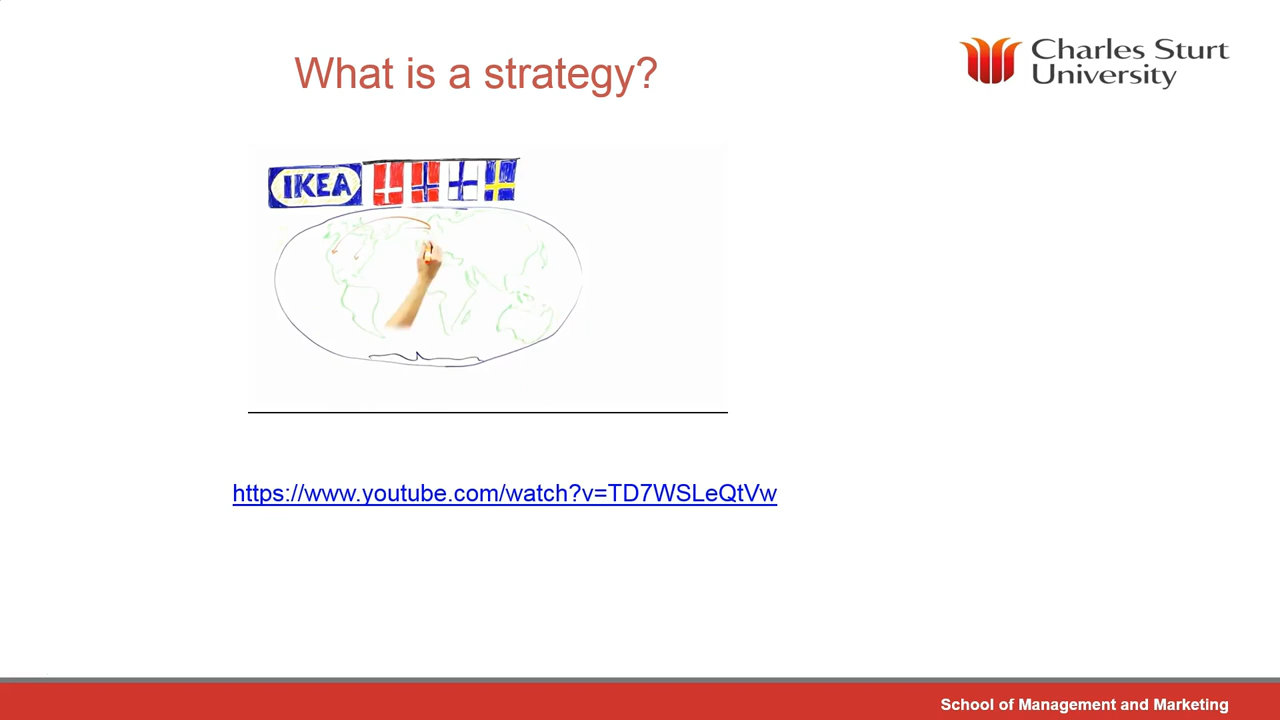 What is a strategy?
Charles Sturt
University
IKEA
https://www.youtube.com/watch?v=TD7WSLeQtVw
School of Management and Marketing